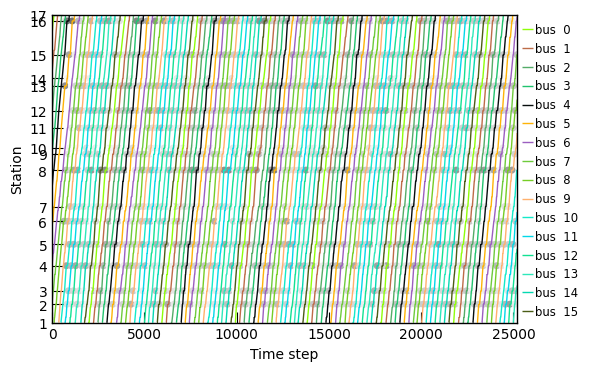 17
16
15
14
13
12
11
10
9
8
7
6
5
4
3
2
1
Station
0
5000
10000
15000
20000
25000
Time step
bus 0
bus 1
bus 2
bus 3
bus 4
bus 5
bus 6
bus 7
bus 8
bus 9
bus 10
bus 11
bus 12
bus 13
bus 14
bus 15